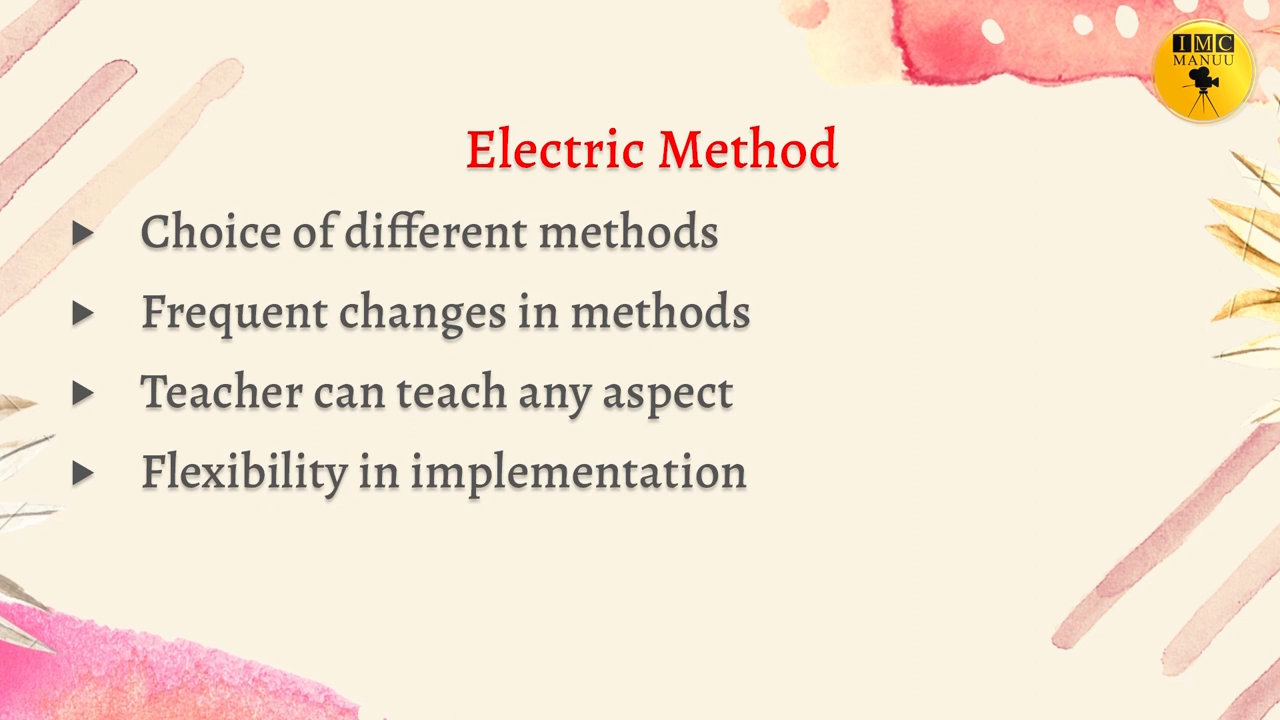 IMC
MANUU
Electric Method
Choice of different methods
Frequent changes in methods
Teacher can teach any aspect
Flexibility in implementation